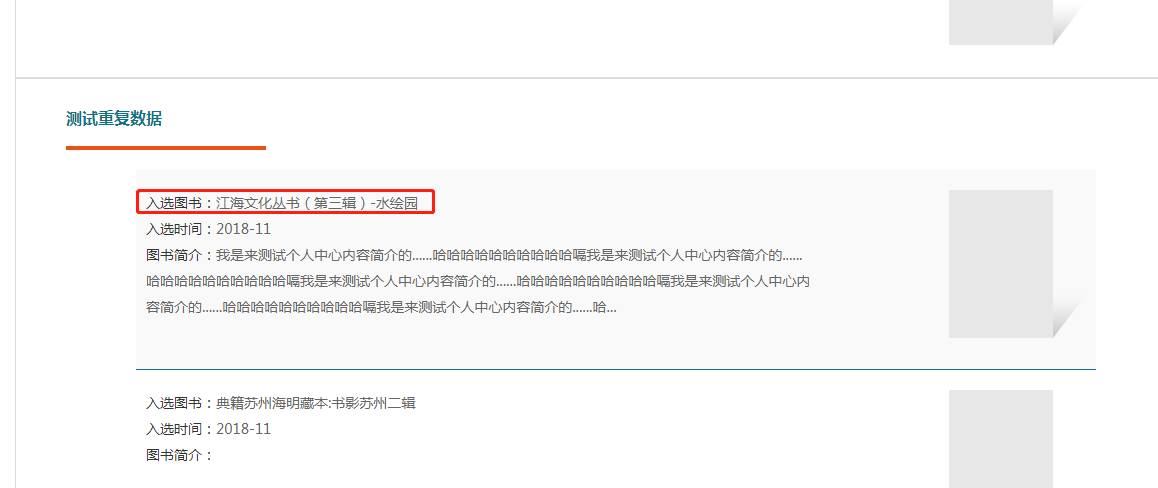 测试重复数据
入选图书：江海文化丛书（第三辑）-水绘园
入选时间：2018-11
图书简介：我是来测试个人中心内容简介的......哈哈哈哈哈哈哈哈哈哈嗝我是来测试个人中心内容简介的......
哈哈哈哈哈哈哈哈哈哈嗝我是来测试个人中心内容简介的......哈哈哈哈哈哈哈哈哈哈嗝我是来测试个人中心内
容简介的......哈哈哈哈哈哈哈哈哈哈嗝我是来测试个人中心内容简介的......哈...
入选图书：典籍苏州海明藏本:书影苏州二辑
入选时间：2018-11
图书简介：